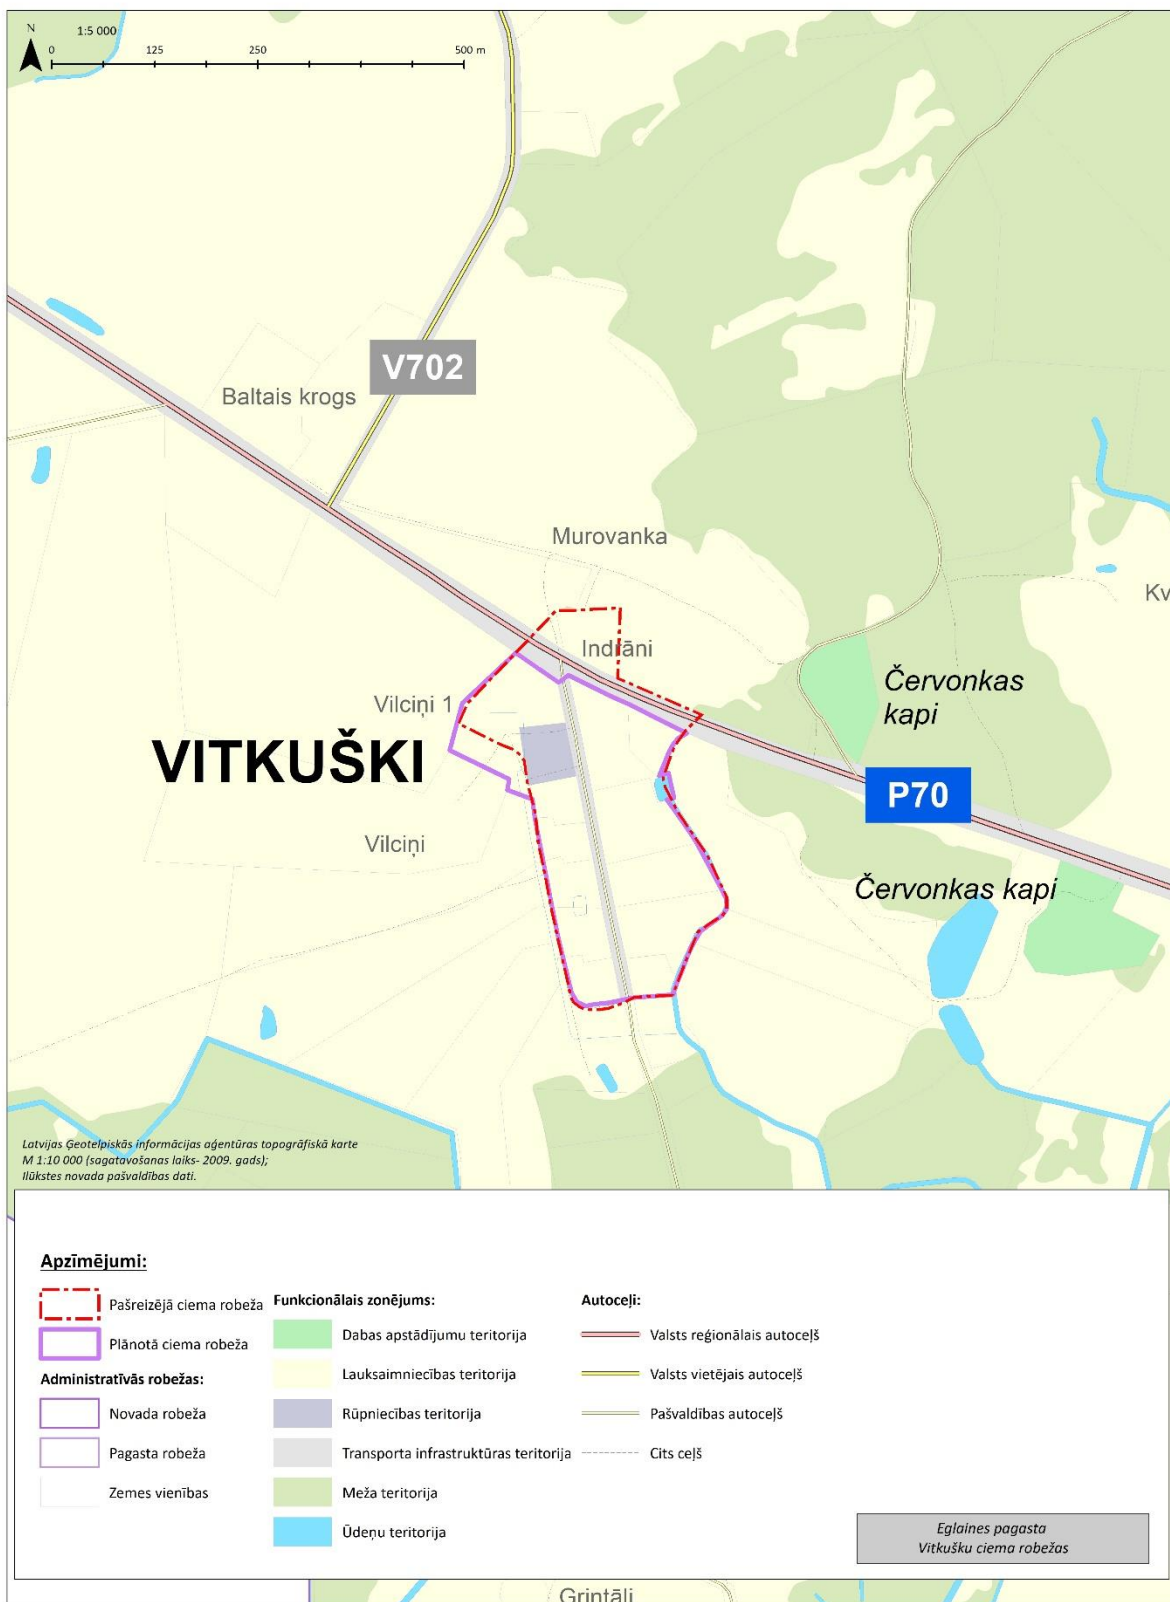 N
1:5 000
0 125 250 500 m
V702
Baltais krogs
Murovanka
Kv
Indrāni
Červonkas
kapi
Vilciņi 1
VITKUŠKI
P70
Vilciņi
Červonkas kapi
Latvijas Ģeotelpiskās informācijas aģentūras topogrāfiskā karte
M 1:10 000 (sagatavošanas laiks- 2009. gads);
Ilūkstes novada pašvaldības dati.
Apzīmējumi:
Pašreizējā ciema robeža
Plānotā ciema robeža
Administratīvās robežas:
Novada robeža
Pagasta robeža
Zemes vienības
Funkcionālais zonējums:
Dabas apstādījumu teritorija
Lauksaimniecības teritorija
Rūpniecības teritorija
Transporta infrastruktūras teritorija
Meža teritorija
Ūdeņu teritorija
Autoceļi:
Valsts reģionālais autoceļš
Valsts vietējais autoceļš
Pašvaldības autoceļš
Cits ceļš
Eglaines pagasta
Vitkušku ciema robežas
Grintāļi